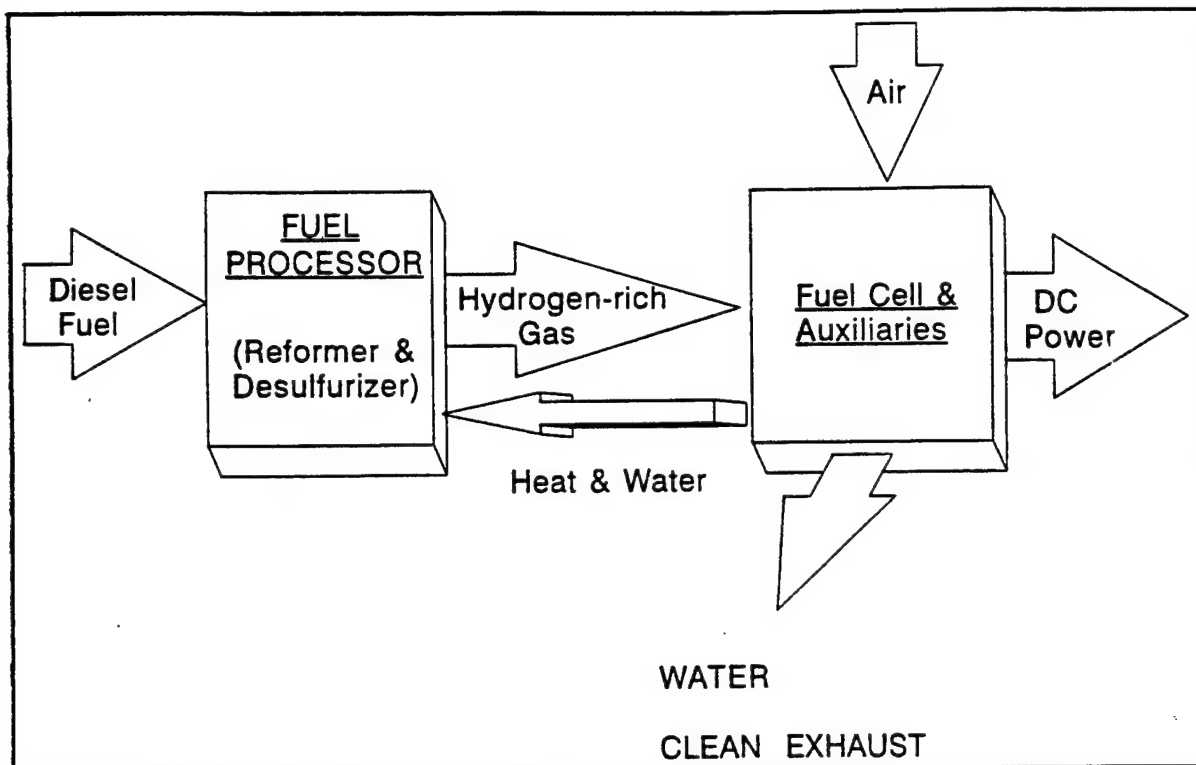 Air
FUEL
PROCESSOR
(Reformer &
Desulfurizer)
Diesel
Fuel
Hydrogen-rich
Gas
Fuel Cell &
Auxiliaries
DC
Power
Heat & Water
WATER
CLEAN EXHAUST